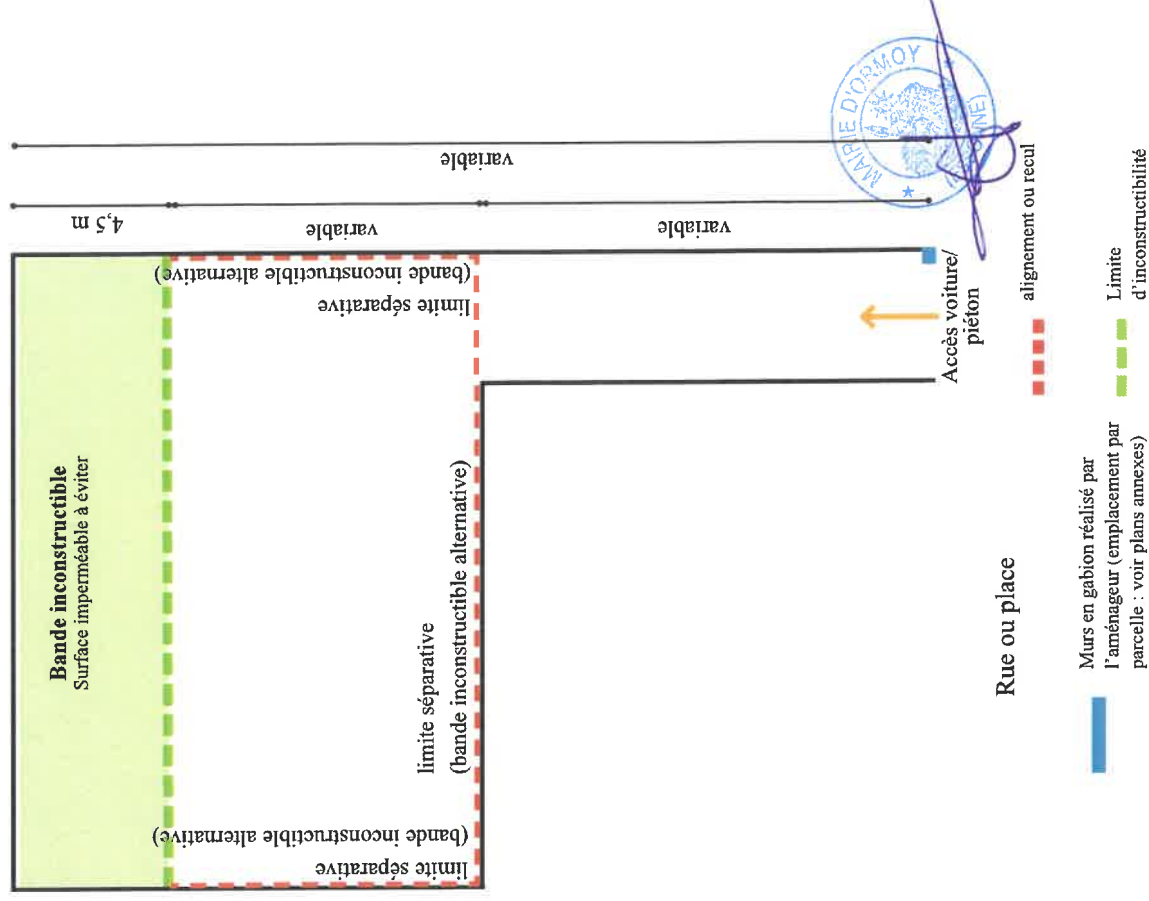 Bande inconstructible
Surface imperméable à éviter
4,5 m
variable
variable
variable
limite séparative
(bande inconstructible alternative)
limite séparative
(bande inconstructible alternative)
limite séparative
(bande inconstructible alternative)
MAIRIE D'ORMOY
Accès voiture/
piéton
Rue ou place
alignement ou recul
Murs en gabion réalisé par
l'aménageur (emplacement par
parcelle : voir plans annexes)
Limite
d'inconstructibilité